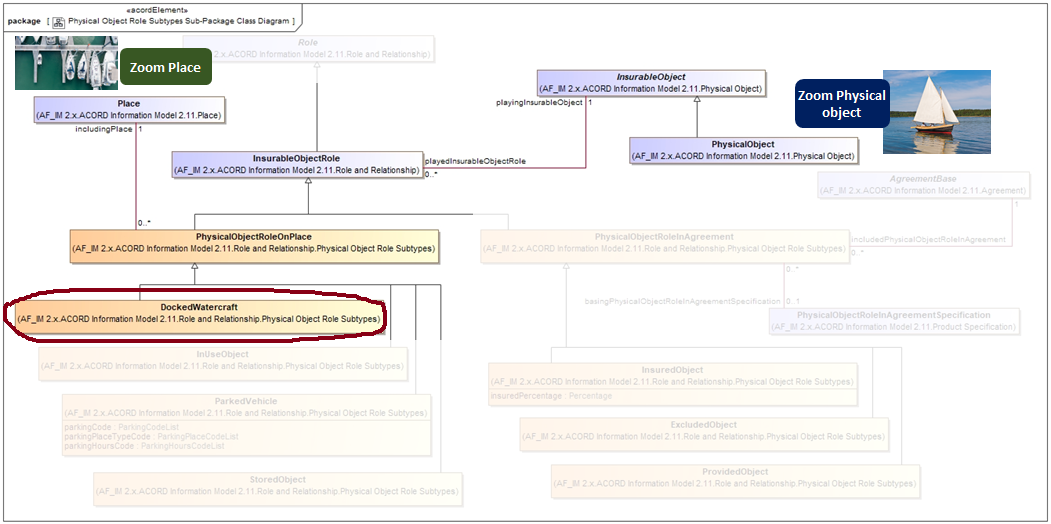 «acordElement»
package [ Physical Object Role Subtypes Sub-Package Class Diagram ]
Zoom Place
Role
2.x.ACORD Information Model 2.11.Role and Relationship)
InsurableObject
(AF_IM 2.x.ACORD Information Model 2.11.Physical Object)
Zoom Physical
object
Place
(AF_IM 2.x.ACORD Information Model 2.11.Place)
includingPlace 1
playingInsurableObject 1
PhysicalObject
(AF_IM 2.x.ACORD Information Model 2.11.Physical Object)
InsurableObjectRole
(AF_IM 2.x.ACORD Information Model 2.11.Role and Relationship)
playedInsurableObjectRole
0..*
AgreementBase
(AF_IM 2.x.ACORD Information Model 2.11.Agreement)
1
0..*
PhysicalObjectRoleOnPlace
(AF_IM 2.x.ACORD Information Model 2.11.Role and Relationship.Physical Object Role Subtypes)
PhysicalObjectRoleInAgreement
(AF_IM 2.x.ACORD Information Model 2.11.Role and Relationship.Physical Object Role Subtypes)
includedPhysicalObjectRoleInAgreement
0..*
0..*
basingPhysicalObjectRoleInAgreementSpecification 0..1
DockedWatercraft
(AF_IM 2.x.ACORD Information Model 2.11.Role and Relationship.Physical Object Role Subtypes)
PhysicalObjectRoleInAgreementSpecification
(AF_IM 2.x.ACORD Information Model 2.11.Product Specification)
InUseObject
(AF_IM 2.x.ACORD Information Model 2.11.Role and Relationship.Physical Object Role Subtypes)
InsuredObject
(AF_IM 2.x.ACORD Information Model 2.11.Role and Relationship.Physical Object Role Subtypes)
insuredPercentage : Percentage
ParkedVehicle
(AF_IM 2.x.ACORD Information Model 2.11.Role and Relationship.Physical Object Role Subtypes)
parkingCode : ParkingCodeList
parkingPlaceTypeCode : ParkingPlaceCodeList
parkingHoursCode : ParkingHoursCodeList
ExcludedObject
(AF_IM 2.x.ACORD Information Model 2.11.Role and Relationship.Physical Object Role Subtypes)
StoredObject
(AF_IM 2.x.ACORD Information Model 2.11.Role and Relationship.Physical Object Role Subtypes)
ProvidedObject
(AF_IM 2.x.ACORD Information Model 2.11.Role and Relationship.Physical Object Role Subtypes)